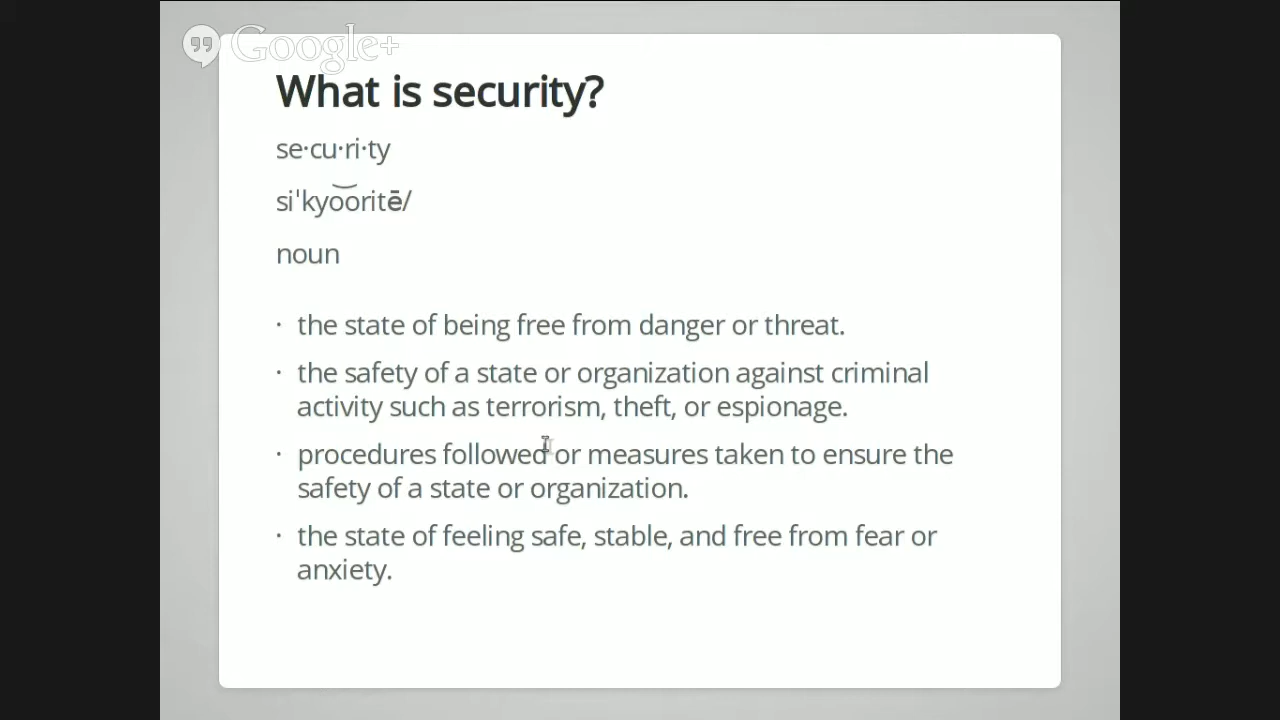 Google+
What is security?
se·cu·ri·ty
si'kyo͝oritē/
noun
· the state of being free from danger or threat.
· the safety of a state or organization against criminal
activity such as terrorism, theft, or espionage.
· procedures followed or measures taken to ensure the
safety of a state or organization.
· the state of feeling safe, stable, and free from fear or
anxiety.